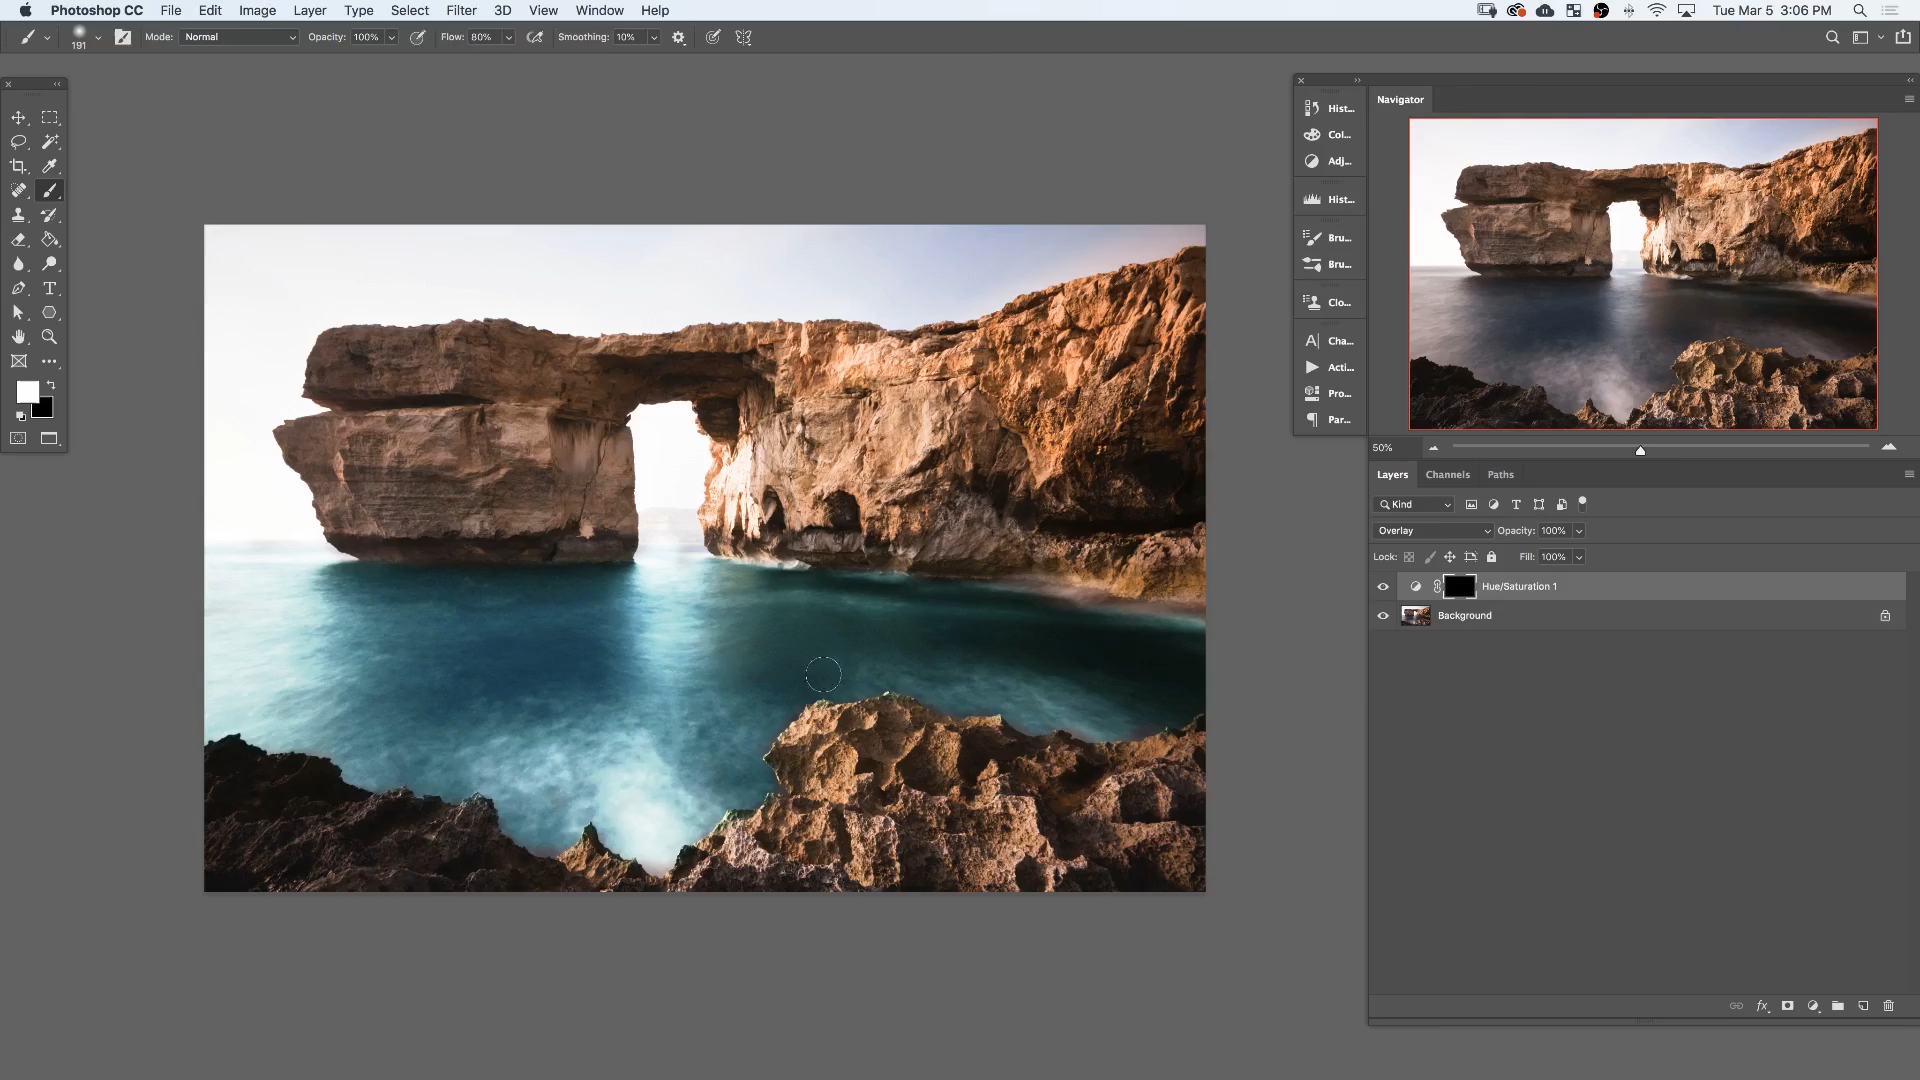 Photoshop CC File Edit Image Layer Type Select Filter 3D View Window Help Tue Mar 5 3:06 PM
191 Mode: Normal Opacity: 100% Flow: 80% Smoothing: 10%
Navigator
Hist...
Col...
Adj...
Hist...
Bru...
Bru...
Clo...
Cha...
Acti...
Pro...
Par...
50%
Layers Channels Paths
Kind
Overlay Opacity: 100%
Lock: Fill: 100%
Hue/Saturation 1
Background